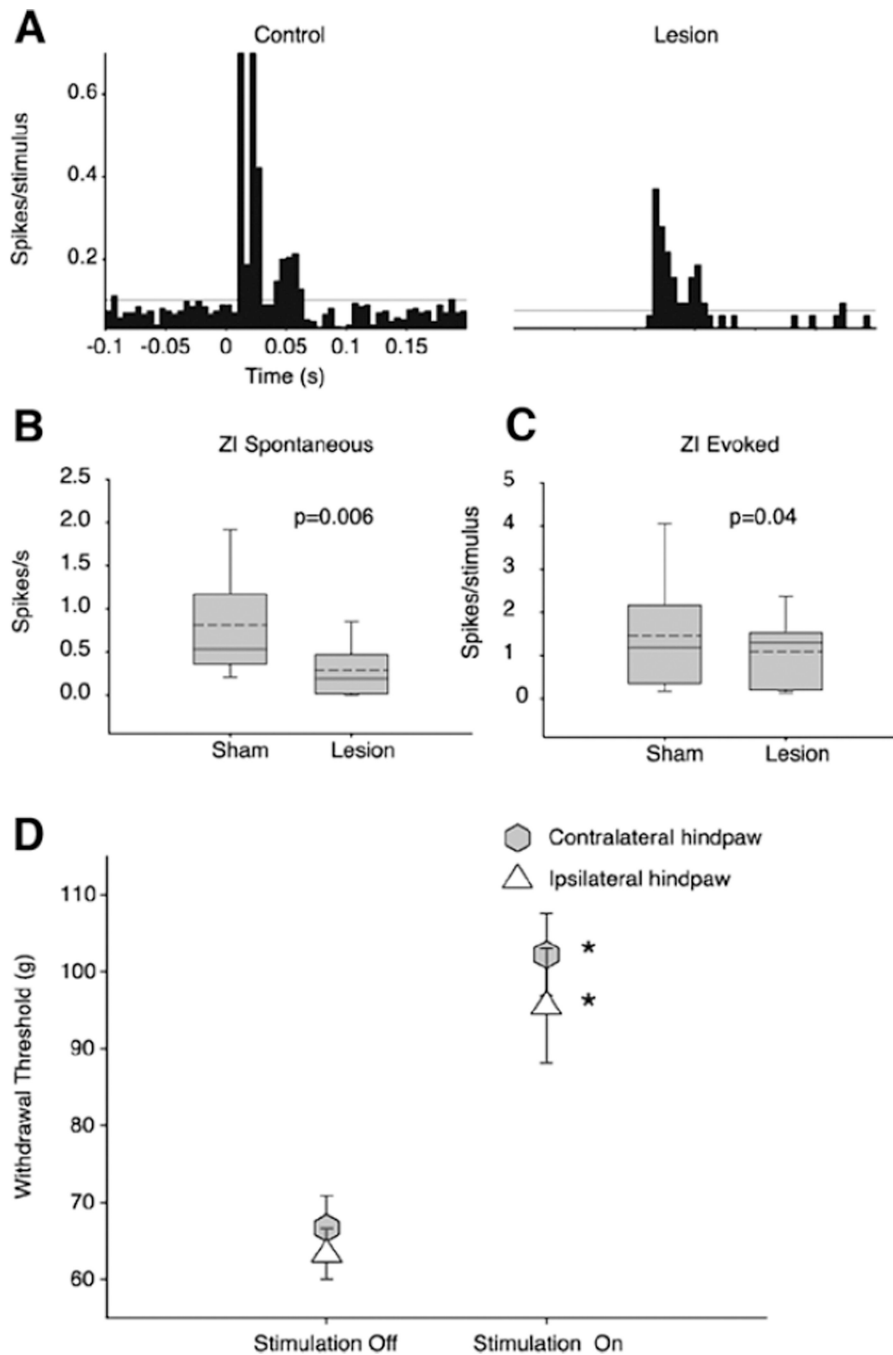 A
Control
Lesion
Spikes/stimulus
0.6
0.4
0.2
-0.1 -0.05 0 0.05 0.1 0.15
Time (s)
B
ZI Spontaneous
Spikes/s
2.5
2.0
1.5
1.0
0.5
0.0
p=0.006
Sham Lesion
C
ZI Evoked
Spikes/stimulus
5
4
3
2
1
0
p=0.04
Sham Lesion
D
Contralateral hindpaw
Ipsilateral hindpaw
Withdrawal Threshold (g)
110
100
90
80
70
60
*
*
Stimulation Off Stimulation On